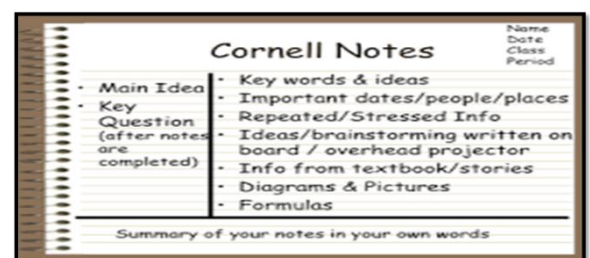 Name
Date
Class
Period
Cornell Notes
· Main Idea
· Key
Question
(after notes
are
completed)
· Key words & ideas
· Important dates/people/places
· Repeated/Stressed Info
· Ideas/brainstorming written on
board / overhead projector
· Info from textbook/stories
· Diagrams & Pictures
· Formulas
Summary of your notes in your own words